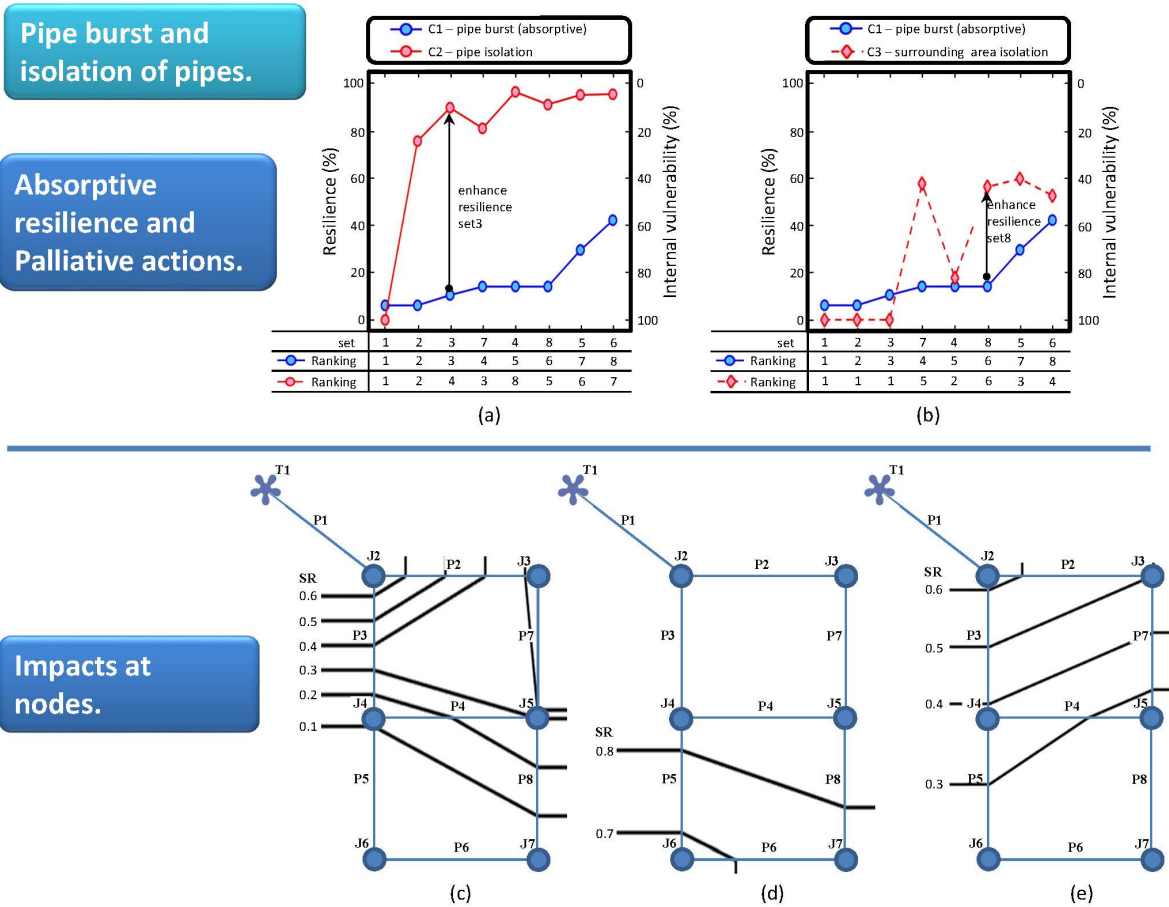 Pipe burst and
isolation of pipes.
Absorptive
resilience and
Palliative actions.
C1 – pipe burst (absorptive)
C2 – pipe isolation
100
80
60
40
20
0
Resilience (%)
0
20
40
60
80
100
Internal vulnerability (%)
enhance
resilience
set3
set 1 2 3 7 4 8 5 6
Ranking 1 2 3 4 5 6 7 8
Ranking 1 2 4 3 8 5 6 7
(a)
C1 – pipe burst (absorptive)
C3 – surrounding area isolation
100
80
60
40
20
0
Resilience (%)
0
20
40
60
80
100
Internal vulnerability (%)
enhance
resilience
set8
set 1 2 3 7 4 8 5 6
Ranking 1 2 3 4 5 6 7 8
Ranking 1 1 1 5 2 6 3 4
(b)
Impacts at
nodes.
T1
P1
J2 P2 J3
SR
0.6
0.5
0.4 P3 P7
0.3
0.2
0.1
J4 P4 J5
P5 P8
J6 P6 J7
(c)
T1
P1
J2 P2 J3
P3 P7
J4 P4 J5
SR
0.8
P5 P8
0.7
J6 P6 J7
(d)
T1
P1
J2 P2 J3
SR
0.6
P3 P7
0.5
0.4 J4 P4 J5
P5 P8
0.3
J6 P6 J7
(e)